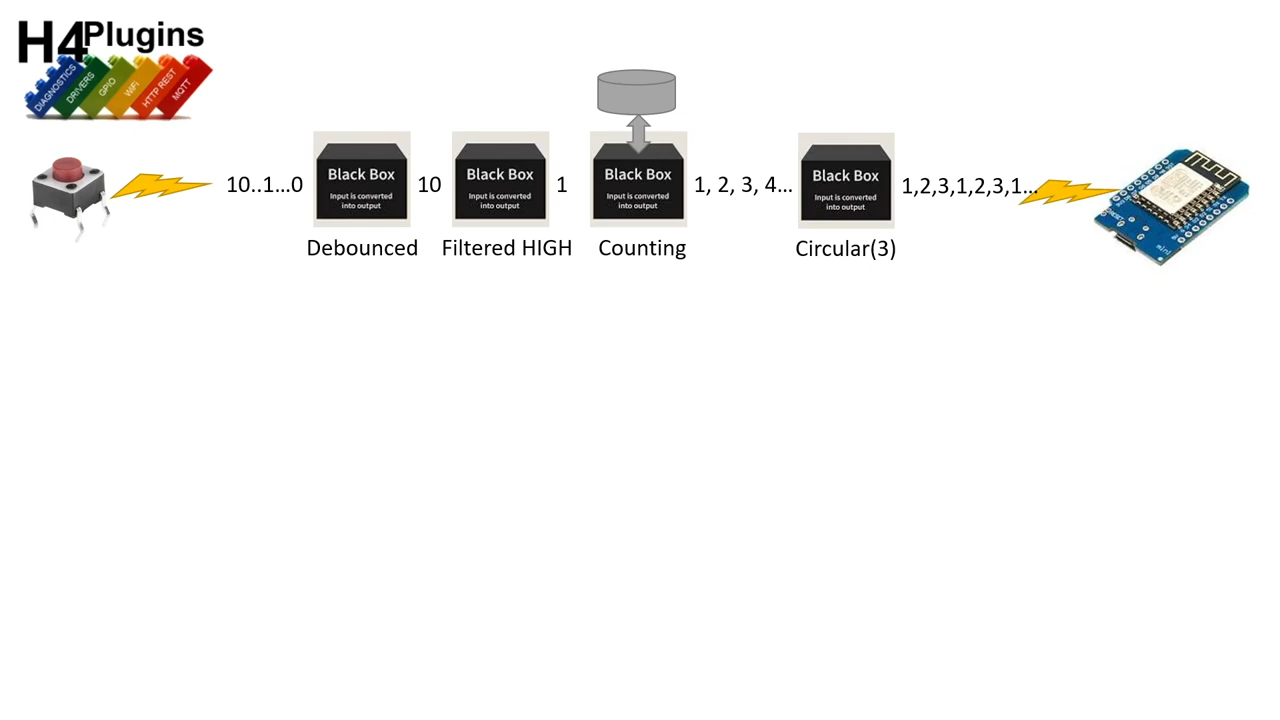 H4Plugins
DIAGNOSTICS
DRIVERS
GPIO
WiFi
HTTP REST
MQTT
10..1...0
Black Box
Input is converted
into output
10
Black Box
Input is converted
into output
1
Black Box
Input is converted
into output
1, 2, 3, 4...
Black Box
Input is converted
into output
1,2,3,1,2,3,1...
Debounced
Filtered HIGH
Counting
Circular(3)
mini